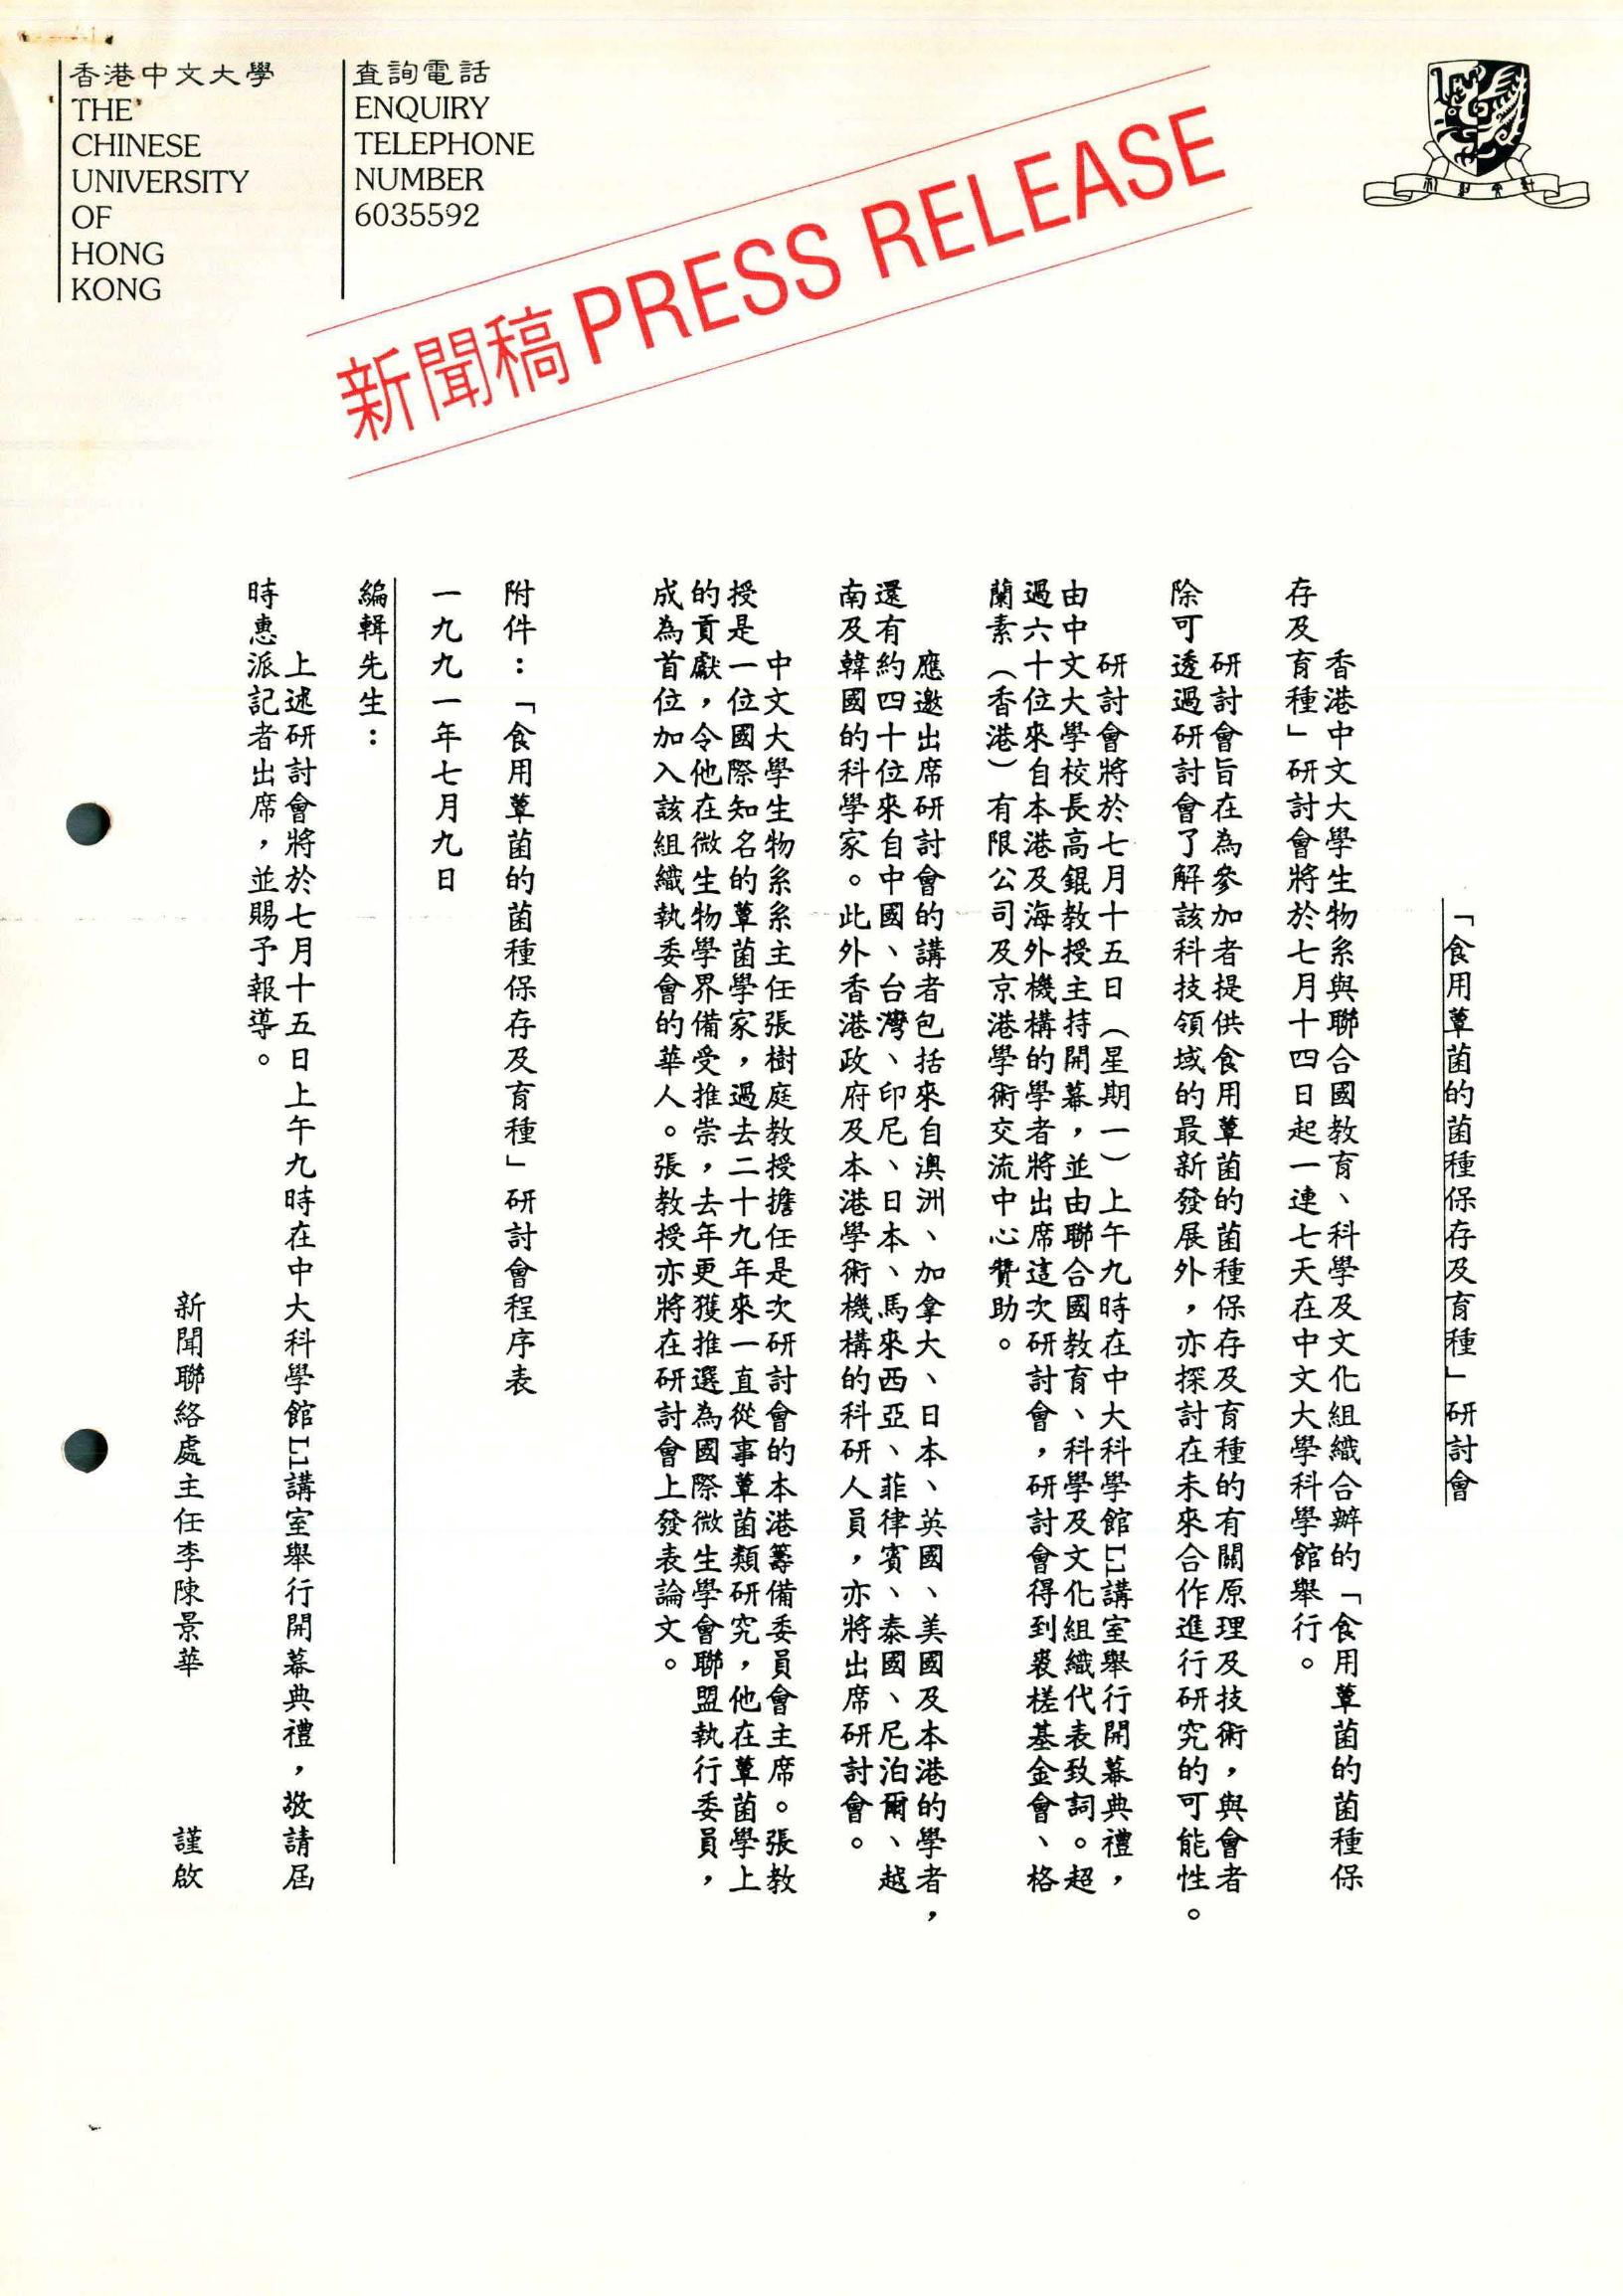 香港中文大學
THE
CHINESE
UNIVERSITY
OF
HONG
KONG
查詢電話
ENQUIRY
TELEPHONE
NUMBER
6035592
新聞稿 PRESS RELEASE
「食用蕈菌的菌種保存及育種」研討會
香港中文大學生物系與聯合國教育、科學及文化組織合辦的「食用蕈菌的菌種保
存及育種」研討會將於七月十四日起一連七天在中文大學科學館舉行。
研討會旨在為參加者提供食用蕈菌的菌種保存及育種的有關原理及技術，與會者
除可透過研討會了解該科技領域的最新發展外，亦探討在未來合作進行研究的可能性。
研討會將於七月十五日（星期一）上午九時在中大科學館L1講室舉行開幕典禮，
由中文大學校長高錕教授主持開幕，並由聯合國教育、科學及文化組織代表致詞。超
過六十位來自本港及海外機構的學者將出席這次研討會，研討會得到裘槎基金會、格
蘭素（香港）有限公司及京港學術交流中心贊助。
應邀出席研討會的講者包括來自澳洲、加拿大、日本、英國、美國及本港的學者，
還有約四十位來自中國、台灣、印尼、日本、馬來西亞、菲律賓、泰國、尼泊爾、越
南及韓國的科學家。此外香港政府及本港學術機構的科研人員，亦將出席研討會。
中文大學生物系系主任張樹庭教授擔任是次研討會的本港籌備委員會主席。張教
授是一位國際知名的蕈菌學家，過去二十九年來一直從事蕈菌類研究，他在蕈菌學上
的貢獻，令他在微生物學界備受推崇，去年更獲推選為國際微生學會聯盟執行委員，
成為首位加入該組織執委會的華人。張教授亦將在研討會上發表論文。
附件：「食用蕈菌的菌種保存及育種」研討會程序表
一九九一年七月九日
編輯先生：
上述研討會將於七月十五日上午九時在中大科學館L1講室舉行開幕典禮，敬請屆
時惠派記者出席，並賜予報導。
新聞聯絡處主任李陳景華 謹啟